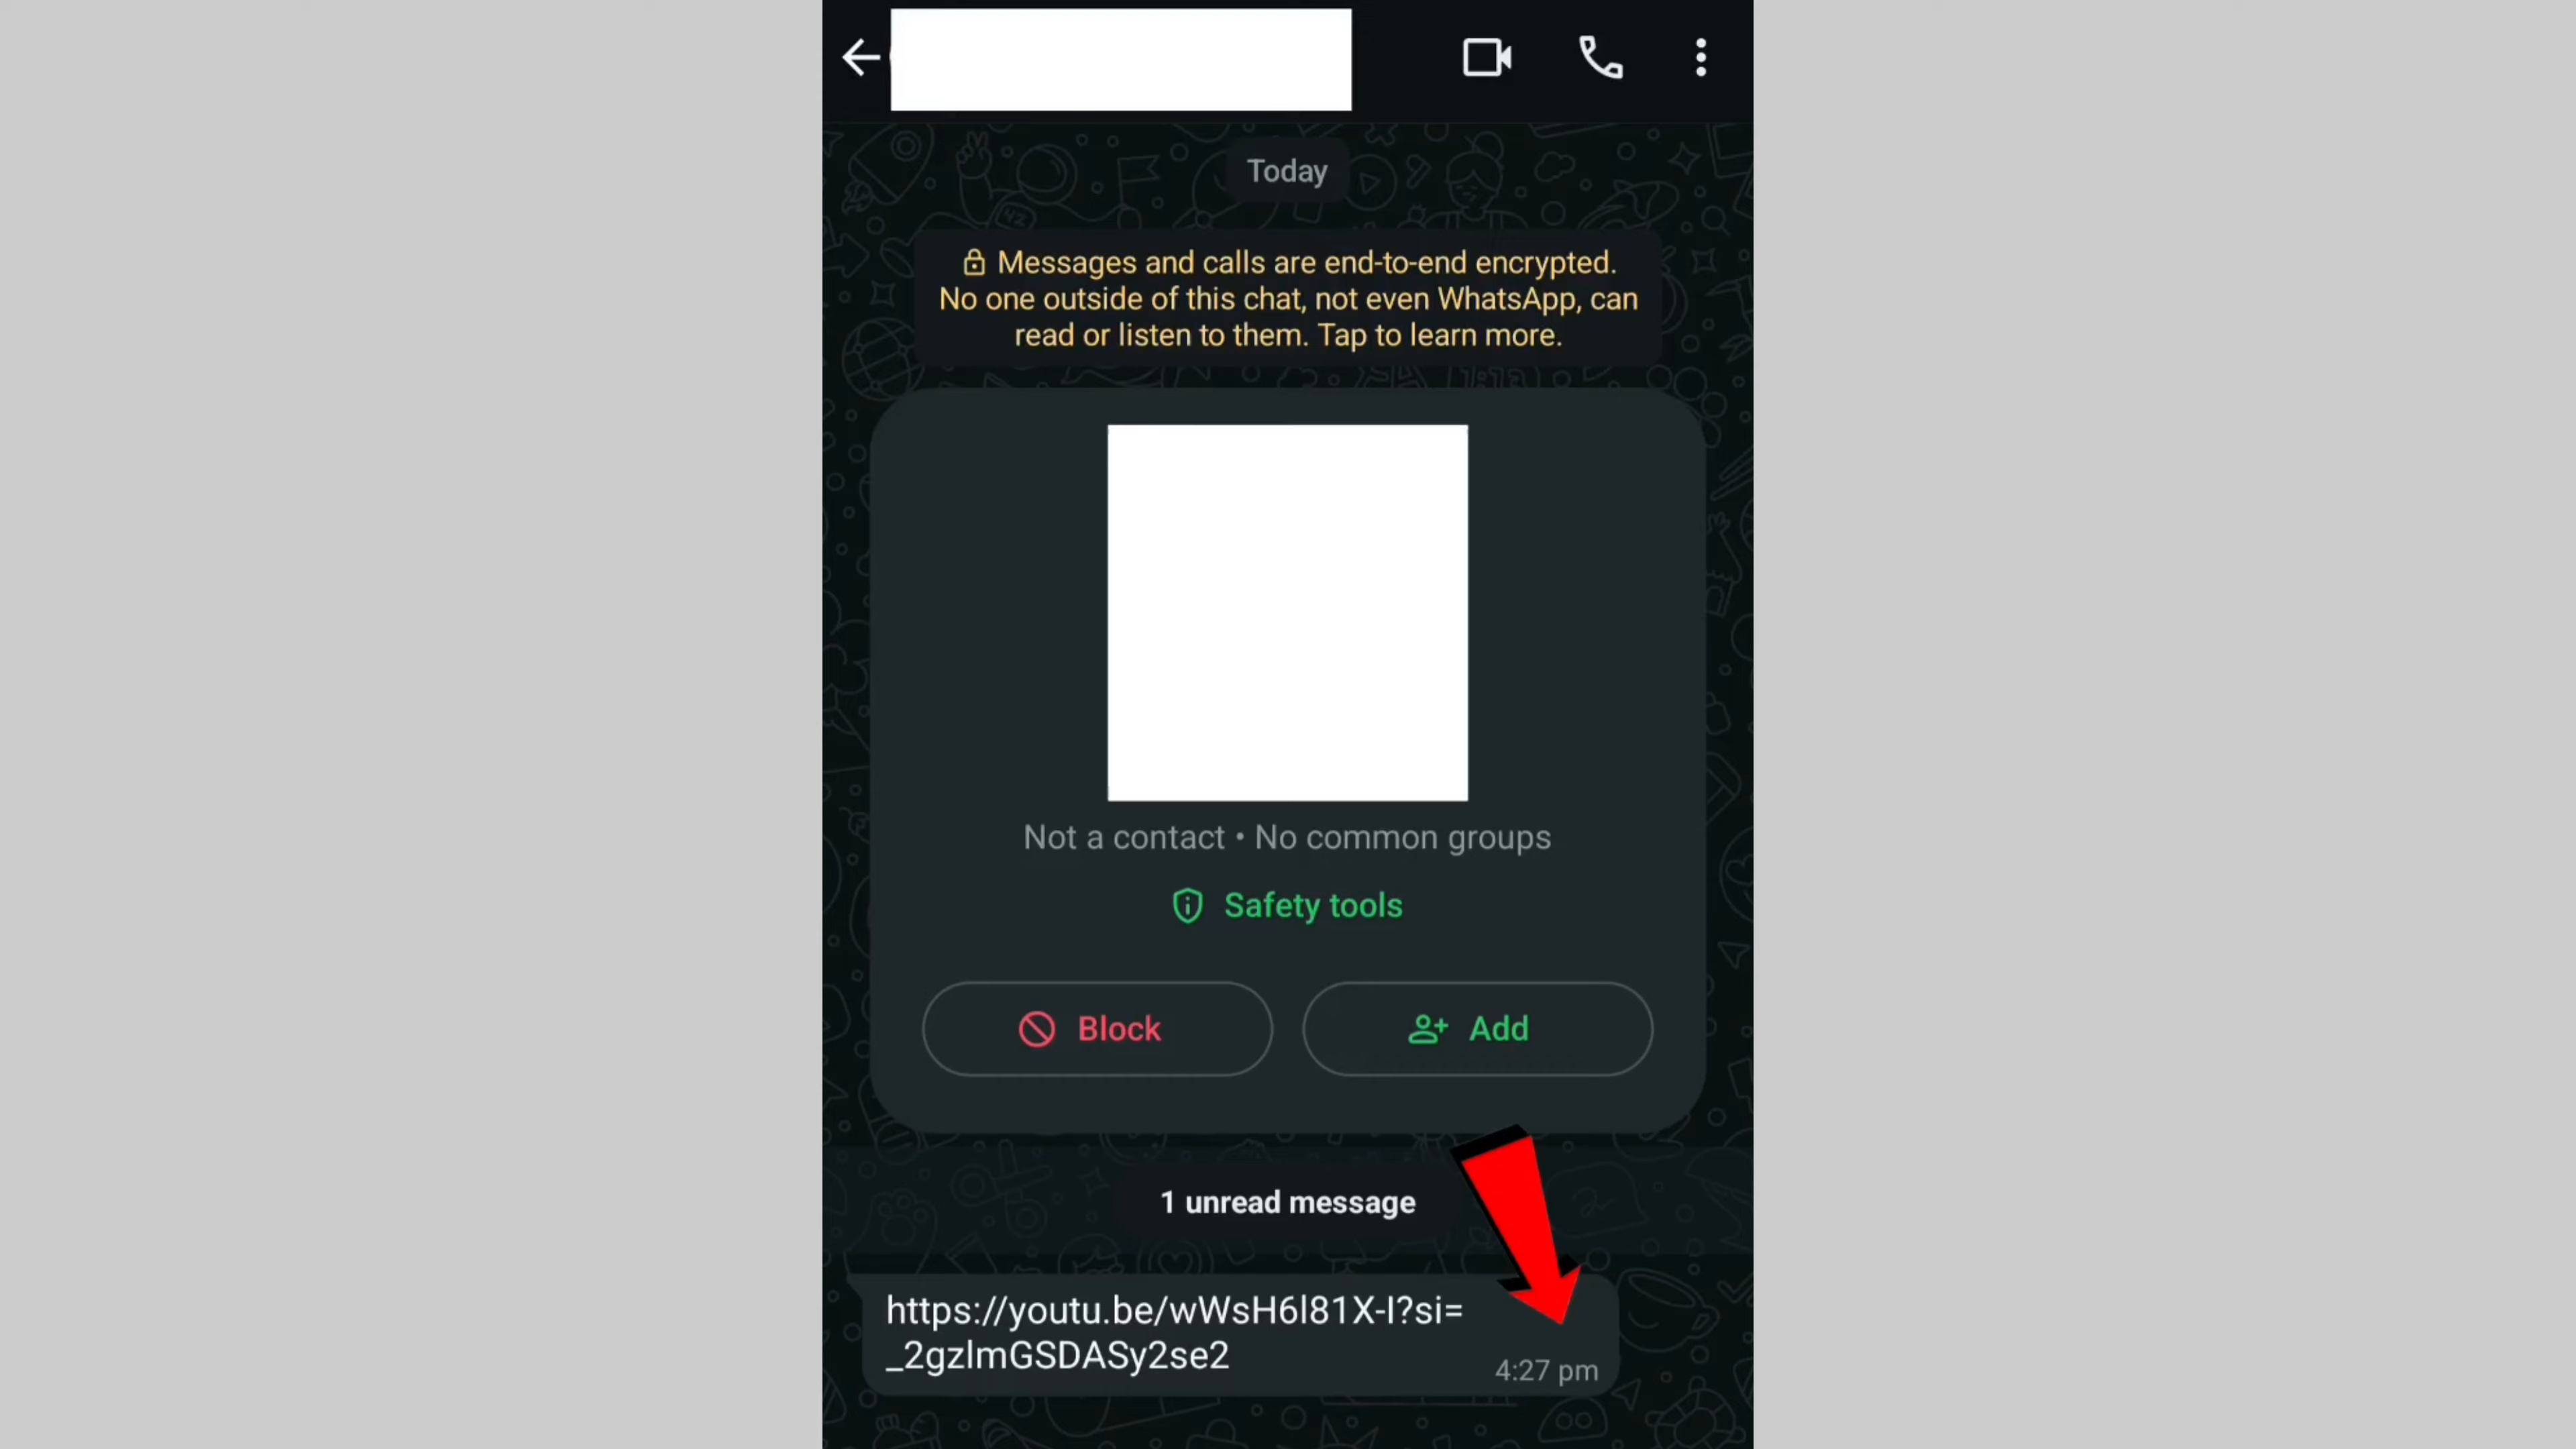 Today
Messages and calls are end-to-end encrypted.
No one outside of this chat, not even WhatsApp, can
read or listen to them. Tap to learn more.
Not a contact • No common groups
Safety tools
Block
Add
1 unread message
https://youtu.be/wWsH6l81X-I?si=
_2gzlmGSDASy2se2
4:27 pm